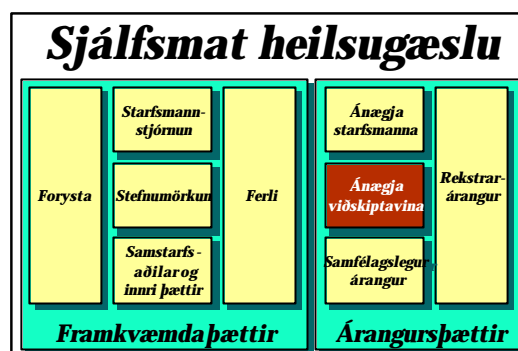 Sjálfsmat heilsugæslu
Forysta
Starfsmann-
stjórnun
Stefnumörkun
Samstarfs-
aðilar og
innri þættir
Ferli
Framkvæmdaþættir
Ánægja
starfsmanna
Ánægja
viðskiptavina
Samfélagslegur
árangur
Rekstrar-
árangur
Árangursþættir